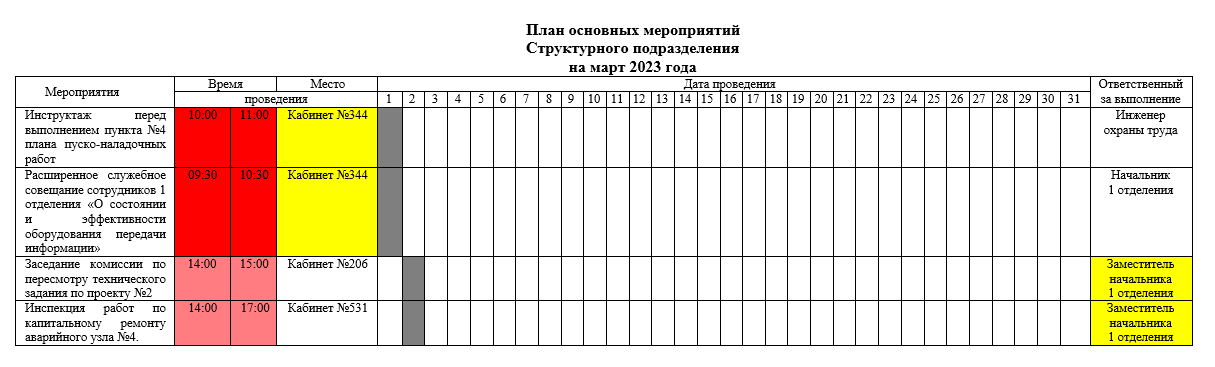 План основных мероприятий
Структурного подразделения
на март 2023 года
Мероприятия Время Место Дата проведения Ответственный за выполнение
проведения 1 2 3 4 5 6 7 8 9 10 11 12 13 14 15 16 17 18 19 20 21 22 23 24 25 26 27 28 29 30 31
Инструктаж перед
выполнением пункта №4
плана пуско-наладочных
работ
10:00 11:00 Кабинет №344
Инженер
охраны труда
Расширенное служебное
совещание сотрудников 1
отделения «О состоянии
и эффективности
оборудования передачи
информации»
09:30 10:30 Кабинет №344
Начальник
1 отделения
Заседание комиссии по
пересмотру технического
задания по проекту №2
14:00 15:00 Кабинет №206
Заместитель
начальника
1 отделения
Инспекция работ по
капитальному ремонту
аварийного узла №4.
14:00 17:00 Кабинет №531
Заместитель
начальника
1 отделения